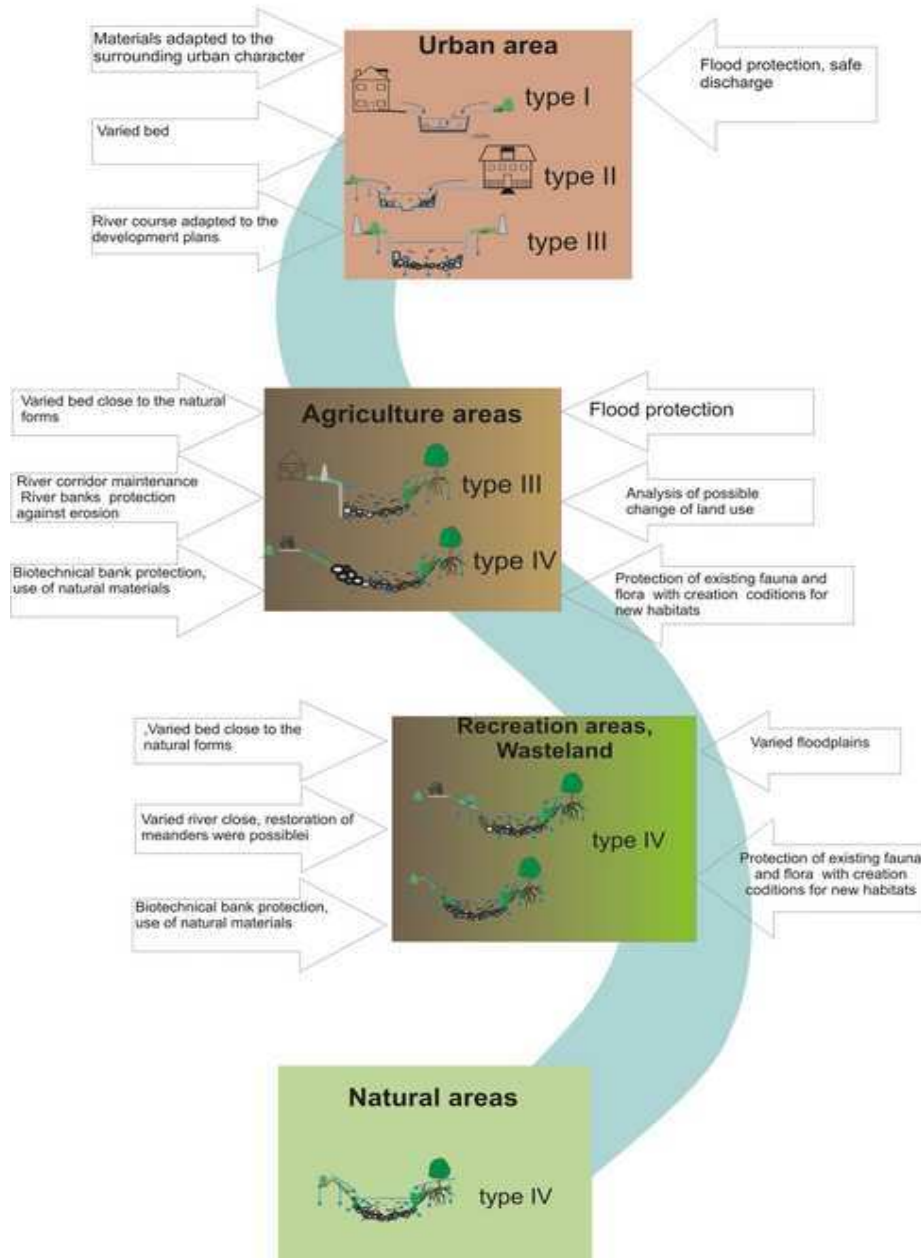 Materials adapted to the
surrounding urban character
Varied bed
River course adapted to the
development plans
Urban area
type I
type II
type III
Flood protection, safe
discharge
Varied bed close to the natural
forms
River corridor maintenance
River banks protection
against erosion
Biotechnical bank protection,
use of natural materials
Agriculture areas
type III
type IV
Flood protection
Analysis of possible
change of land use
Protection of existing fauna and
flora with creation coditions for
new habitats
,Varied bed close to the
natural forms
Varied river close, restoration of
meanders were possiblei
Biotechnical bank protection,
use of natural materials
Recreation areas,
Wasteland
type IV
Varied floodplains
Protection of existing fauna
and flora with creation
coditions for new habitats
Natural areas
type IV